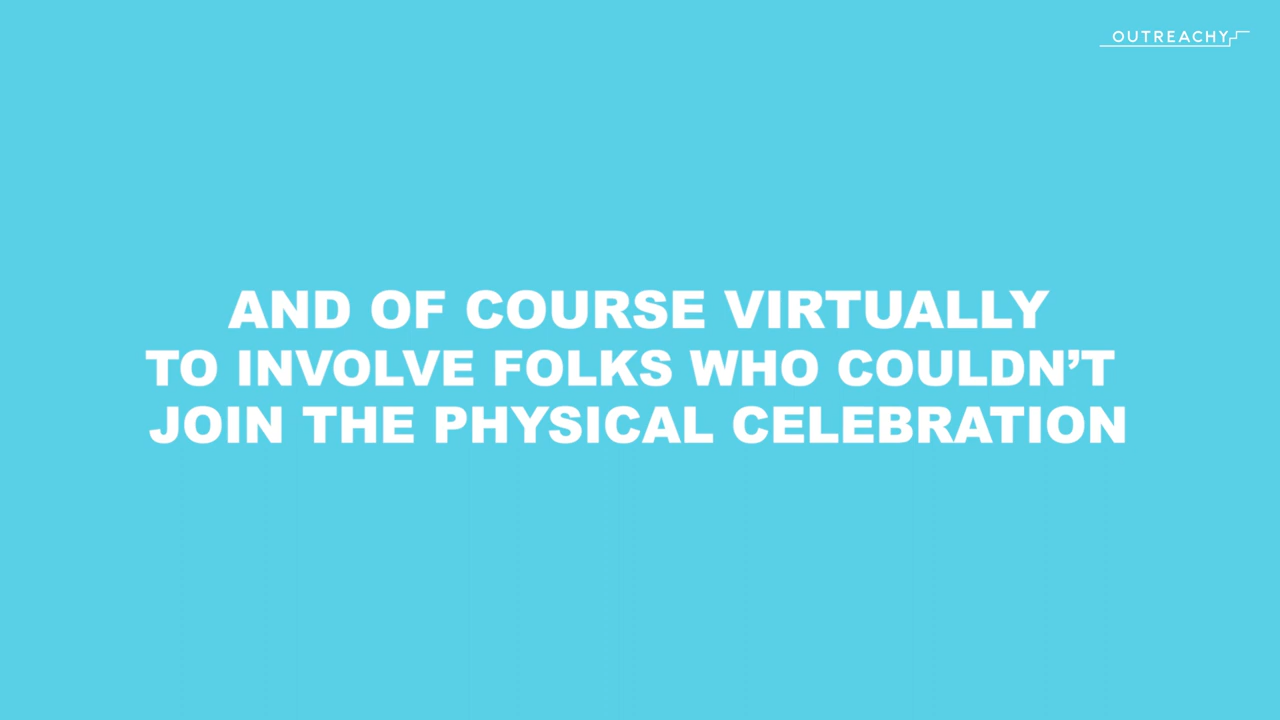 OUTREACHY
AND OF COURSE VIRTUALLY
TO INVOLVE FOLKS WHO COULDN’T
JOIN THE PHYSICAL CELEBRATION